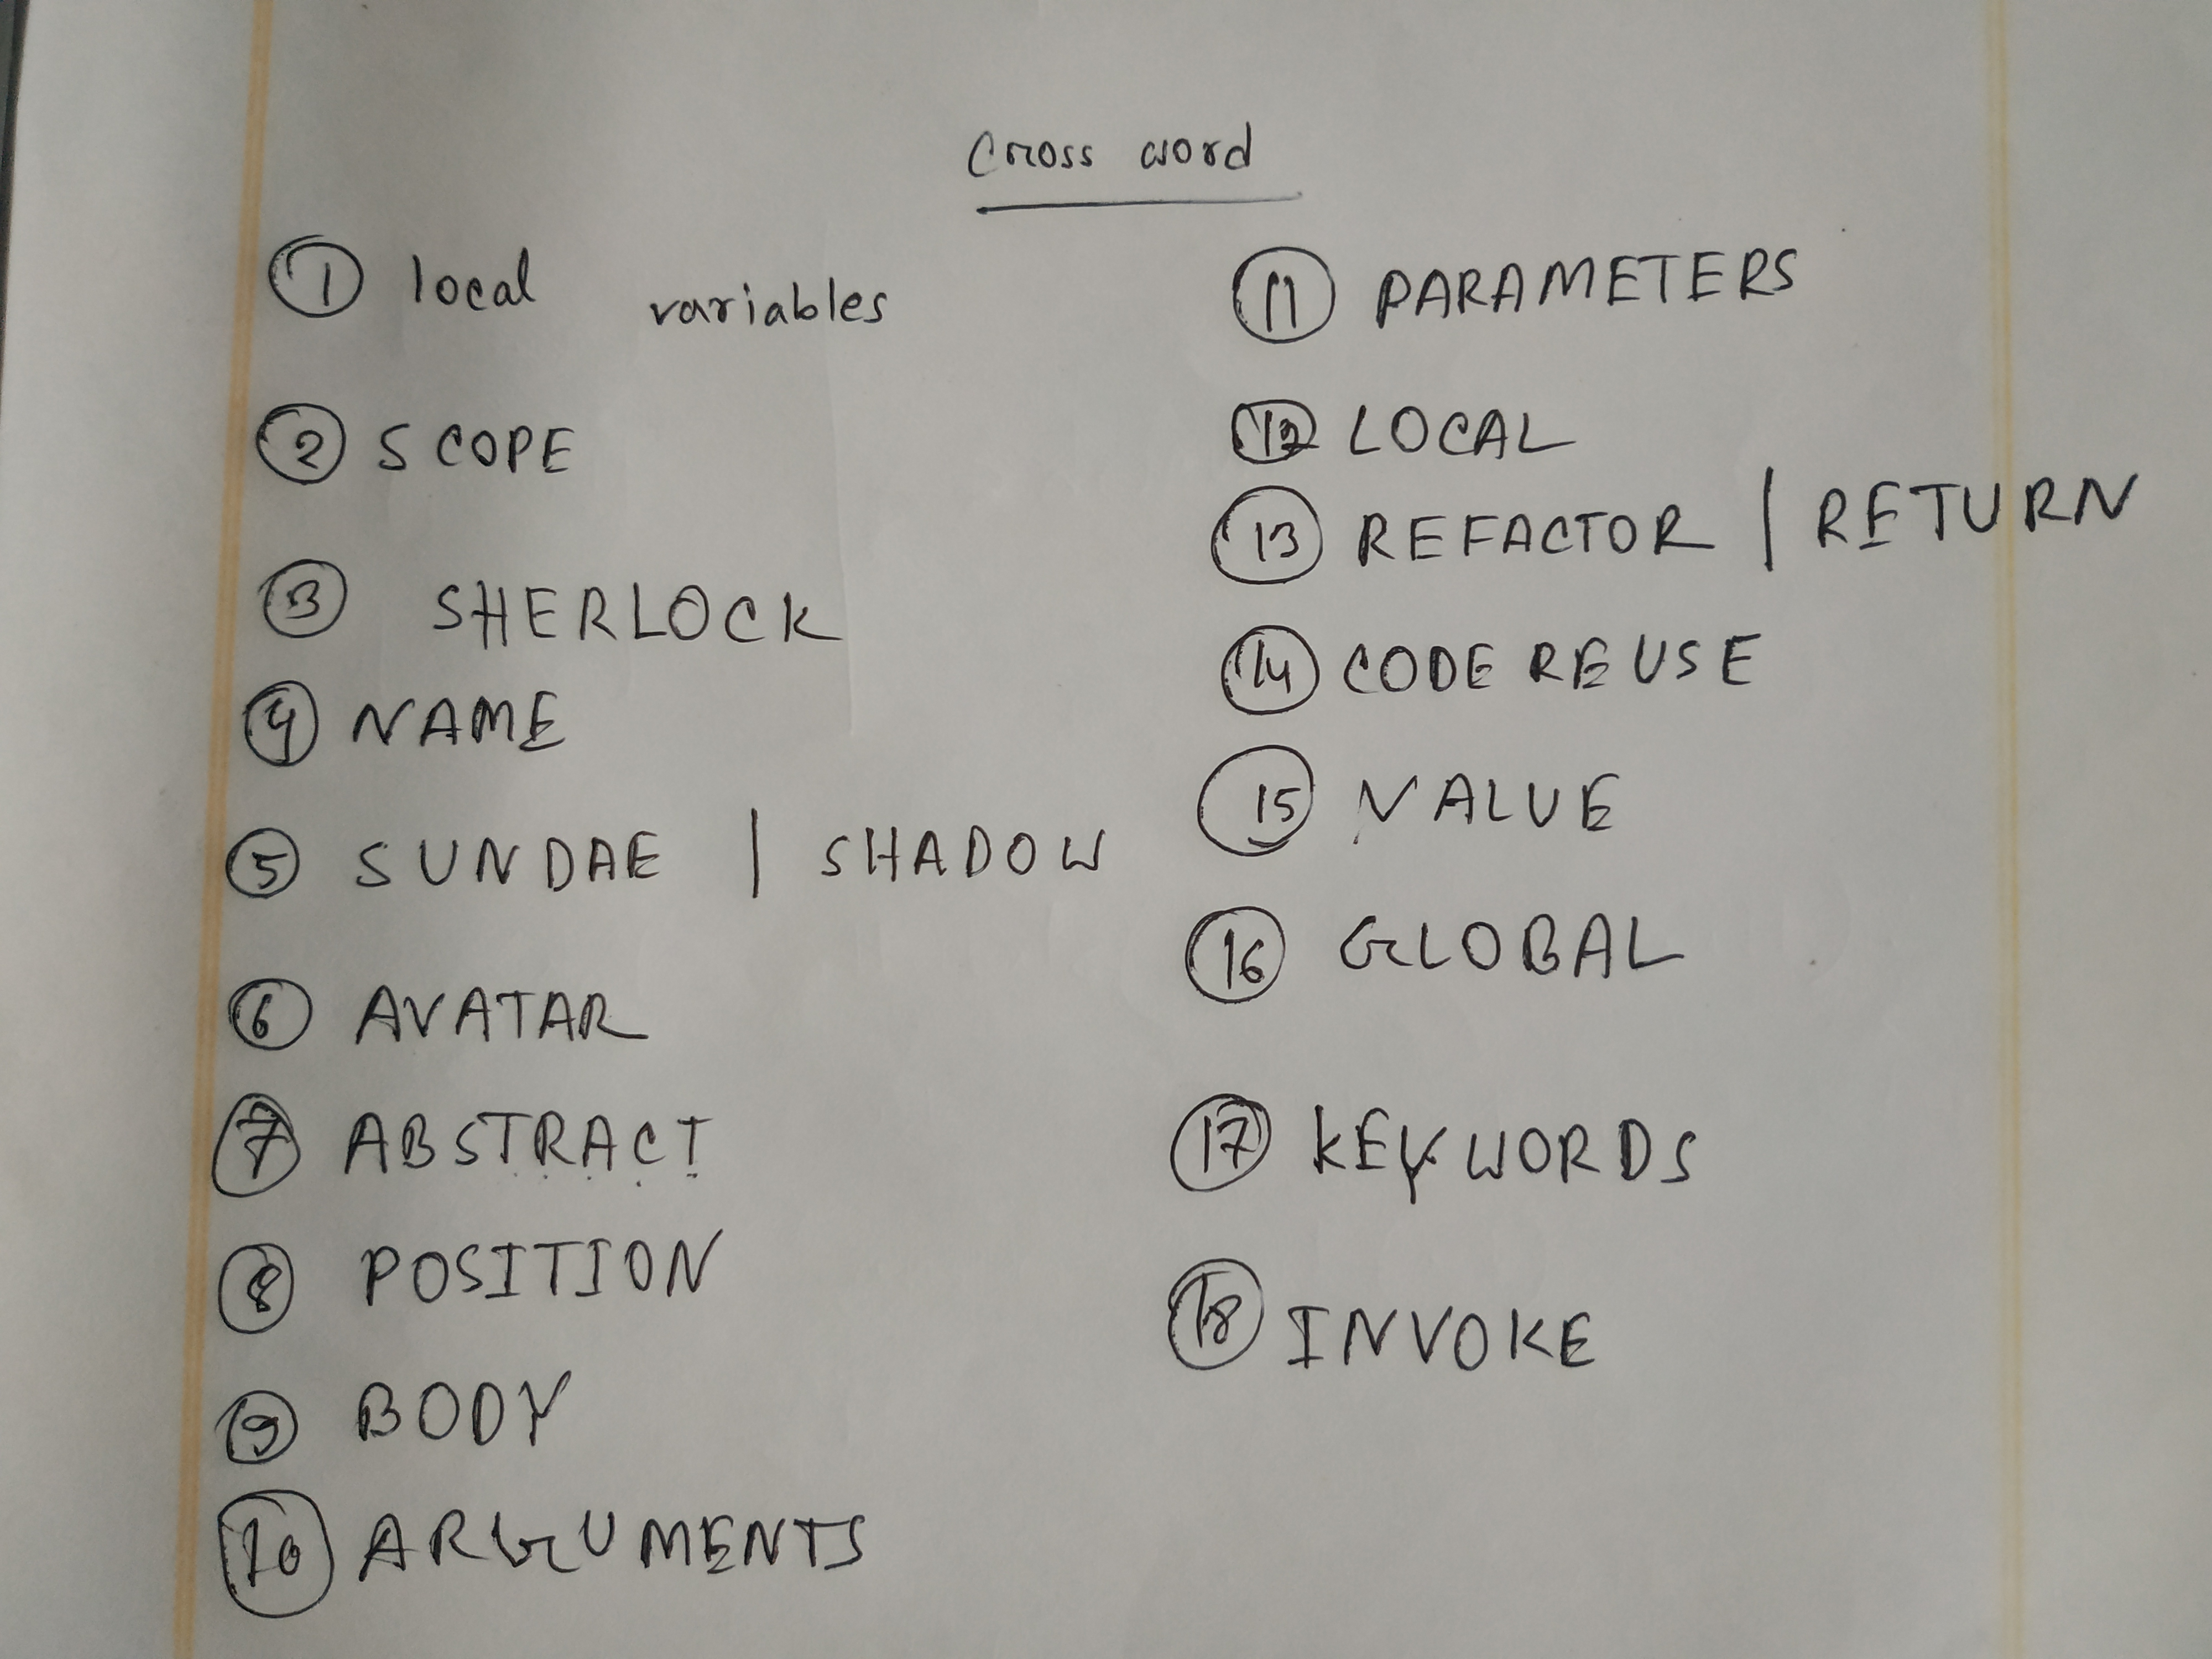 Cross word
① local variables
② SCOPE
③ SHERLOCK
④ NAME
⑤ SUNDAE | SHADOW
⑥ AVATAR
⑦ ABSTRACT
⑧ POSITION
⑨ BODY
⑩ ARGUMENTS
⑪ PARAMETERS
⑫ LOCAL
⑬ REFACTOR | RETURN
⑭ CODE REUSE
⑮ VALUE
⑯ GLOBAL
⑰ KEYWORDS
⑱ INVOKE